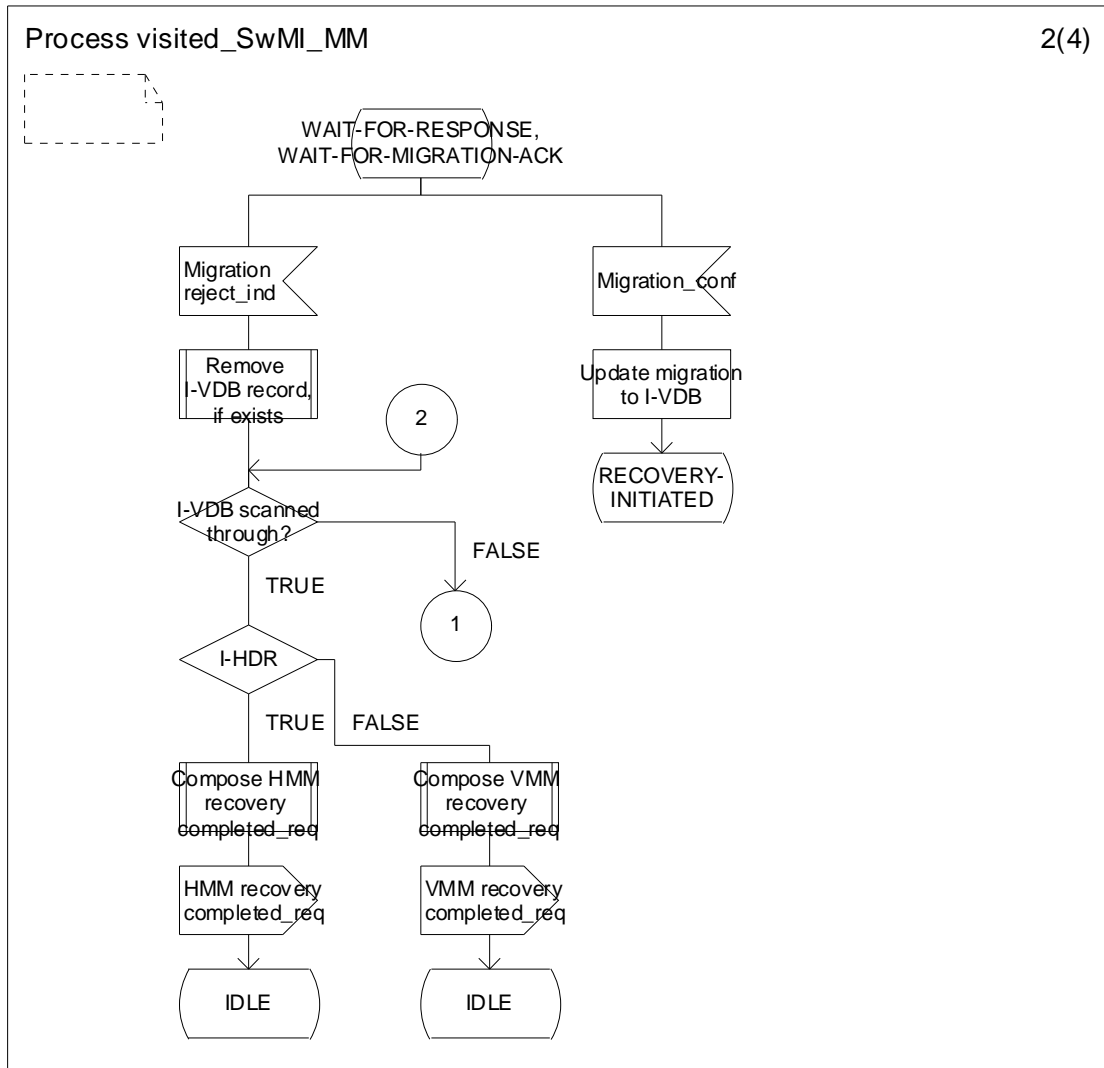 Process visited_SwMI_MM
2(4)
WAIT-FOR-RESPONSE,
WAIT-FOR-MIGRATION-ACK
Migration
reject_ind
Migration_conf
Remove
I-VDB record,
if exists
Update migration
to I-VDB
2
RECOVERY-
INITIATED
I-VDB scanned
through?
FALSE
TRUE
1
I-HDR
TRUE
FALSE
Compose HMM
recovery
completed_req
Compose VMM
recovery
completed_req
HMM recovery
completed_req
VMM recovery
completed_req
IDLE
IDLE